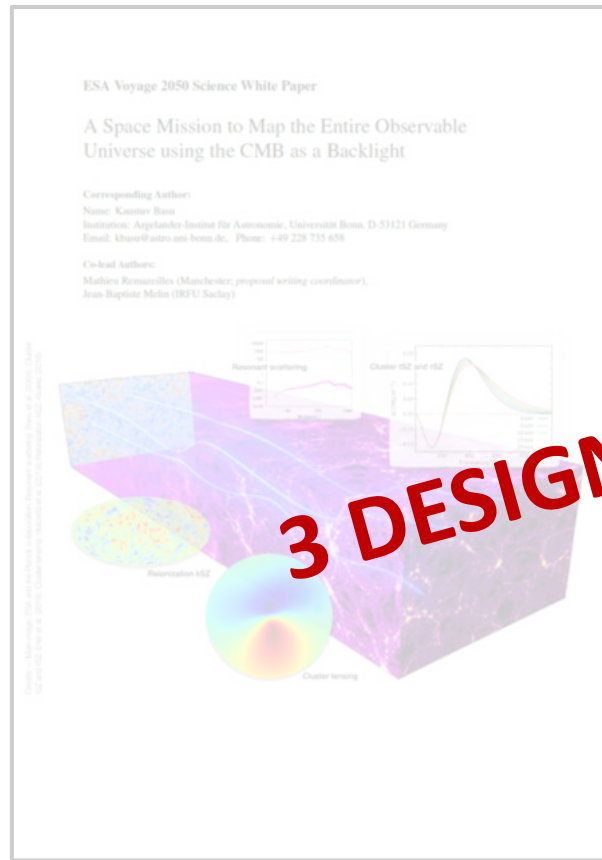 ESA Voyage 2050 Science White Paper
A Space Mission to Map the Entire Observable
Universe using the CMB as a Backlight
Corresponding Author:
Name: Kaustuv Basu
Institution: Argelander-Institut für Astronomie, Universität Bonn, D-53121 Germany
Email: kbasu@astro.uni-bonn.de, Phone: +49 228 735 658
Co-lead Authors:
Mathieu Remazeilles (Manchester; proposal writing coordinator),
Jean-Baptiste Melin (IRFU Saclay)
Resonant scattering
Cluster tSZ and rSZ
3 DESIGN
Reionization kSZ
Cluster lensing